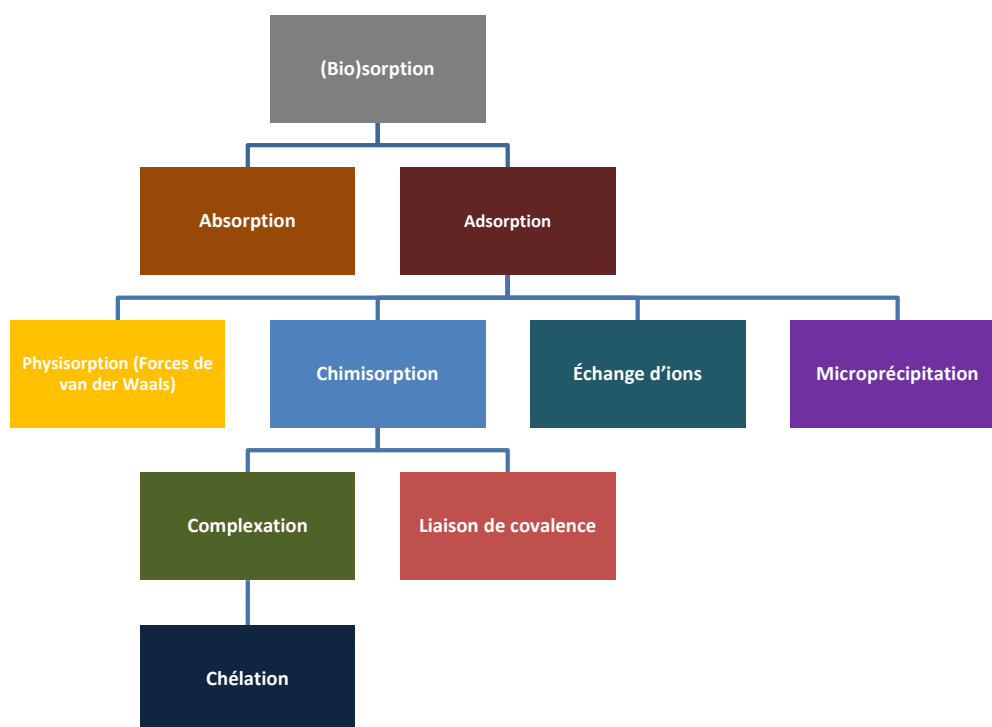 (Bio)sorption
Absorption
Adsorption
Physisorption (Forces de
van der Waals)
Chimisorption
Échange d’ions
Microprécipitation
Complexation
Liaison de covalence
Chélation